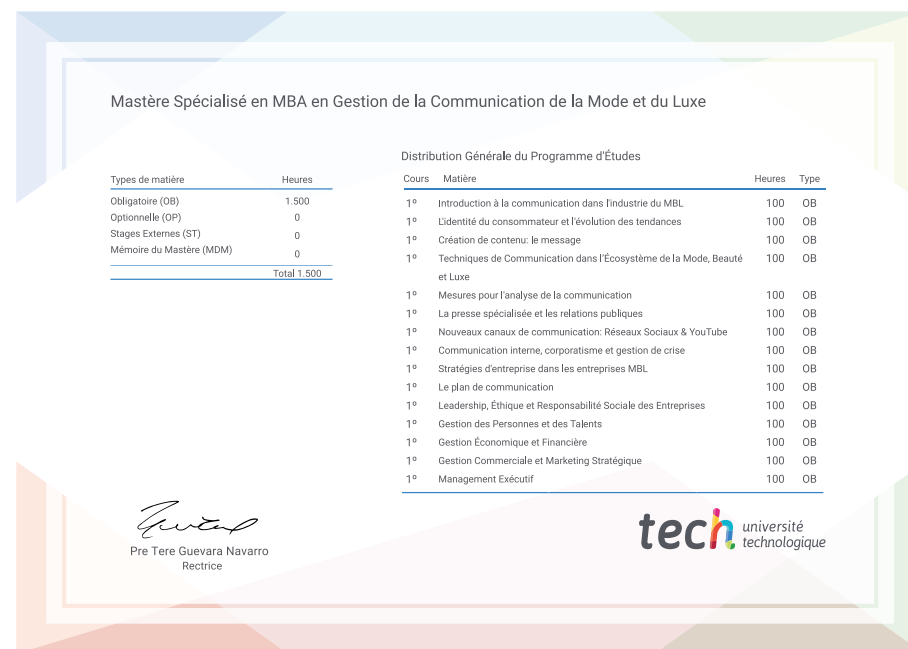 Mastère Spécialisé en MBA en Gestion de la Communication de la Mode et du Luxe
Types de matière Heures
Obligatoire (OB) 1.500
Optionnelle (OP) 0
Stages Externes (ST) 0
Mémoire du Mastère (MDM) 0
Total 1.500
Distribution Générale du Programme d'Études
Cours Matière Heures Type
1º Introduction à la communication dans l'industrie du MBL 100 OB
1º L'identité du consommateur et l'évolution des tendances 100 OB
1º Création de contenu: le message 100 OB
1º Techniques de Communication dans l'Écosystème de la Mode, Beauté 100 OB
et Luxe
1º Mesures pour l'analyse de la communication 100 OB
1º La presse spécialisée et les relations publiques 100 OB
1º Nouveaux canaux de communication: Réseaux Sociaux & YouTube 100 OB
1º Communication interne, corporatisme et gestion de crise 100 OB
1º Stratégies d'entreprise dans les entreprises MBL 100 OB
1º Le plan de communication 100 OB
1º Leadership, Éthique et Responsabilité Sociale des Entreprises 100 OB
1º Gestion des Personnes et des Talents 100 OB
1º Gestion Économique et Financière 100 OB
1º Gestion Commerciale et Marketing Stratégique 100 OB
1º Management Exécutif 100 OB
Pre Tere Guevara Navarro
Rectrice
tech université
technologique